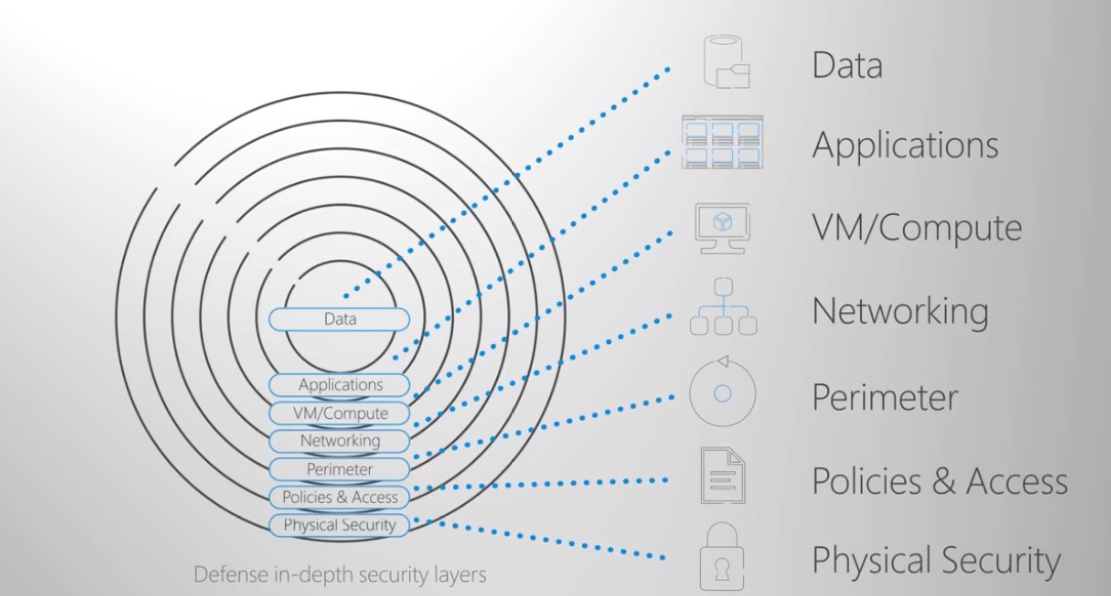 Data
Applications
VM/Compute
Networking
Perimeter
Policies & Access
Physical Security
Defense in-depth security layers
Data
Applications
VM/Compute
Networking
Perimeter
Policies & Access
Physical Security